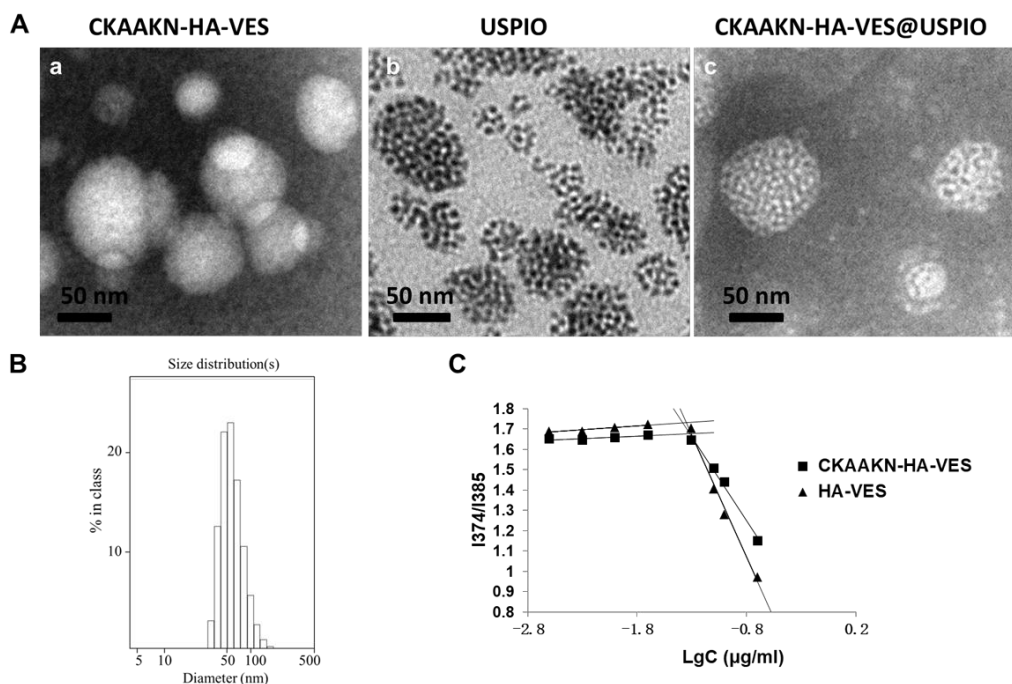 A
CKAAKN-HA-VES USPIO CKAAKN-HA-VES@USPIO
a b c
50 nm 50 nm 50 nm
B
Size distribution(s)
% in class
20
10
5 10 50 100 500
Diameter (nm)
C
I374/I385
1.8
1.7
1.6
1.5
1.4
1.3
1.2
1.1
1
0.9
0.8
-2.8 -1.8 -0.8 0.2
LgC (µg/ml)
CKAAKN-HA-VES
HA-VES